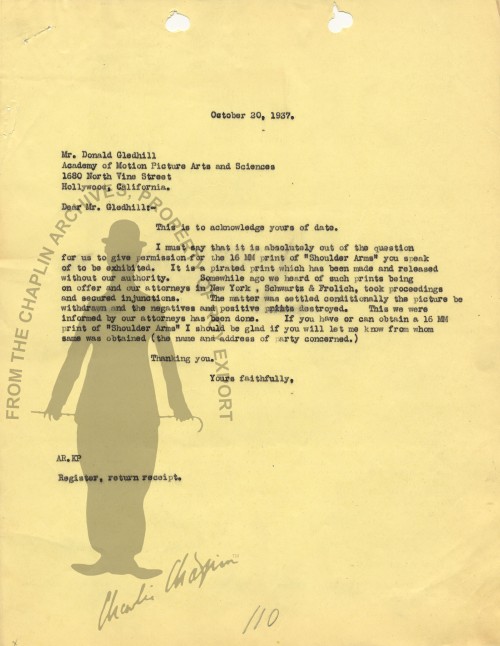 October 20, 1937.
Mr. Donald Gledhill
Academy of Motion Picture Arts and Sciences
1680 North Vine Street
Hollywood, California.
Dear Mr. Gledhill:-
This is to acknowledge yours of date.
I must say that it is absolutely out of the question
for us to give permission for the 16 MM print of "Shoulder Arms" you speak
of to be exhibited. It is a pirated print which has been made and released
without our authority. Somewhile ago we heard of such prints being
on offer and our attorneys in New York , Schwartz & Frolich, took proceedings
and secured injunctions. The matter was settled conditionally the picture be
withdrawn and the negatives and positive prints destroyed. This we were
informed by our attorneys has been done. If you have or can obtain a 16 MM
print of "Shoulder Arms" I should be glad if you will let me know from whom
same was obtained (the name and address of party concerned.)
Thanking you.
Yours faithfully,
AR.KP
Register, return receipt.
FROM THE CHAPLIN ARCHIVES, PROPERTY OF ROY EXPORT
Charlie Chaplin™
110